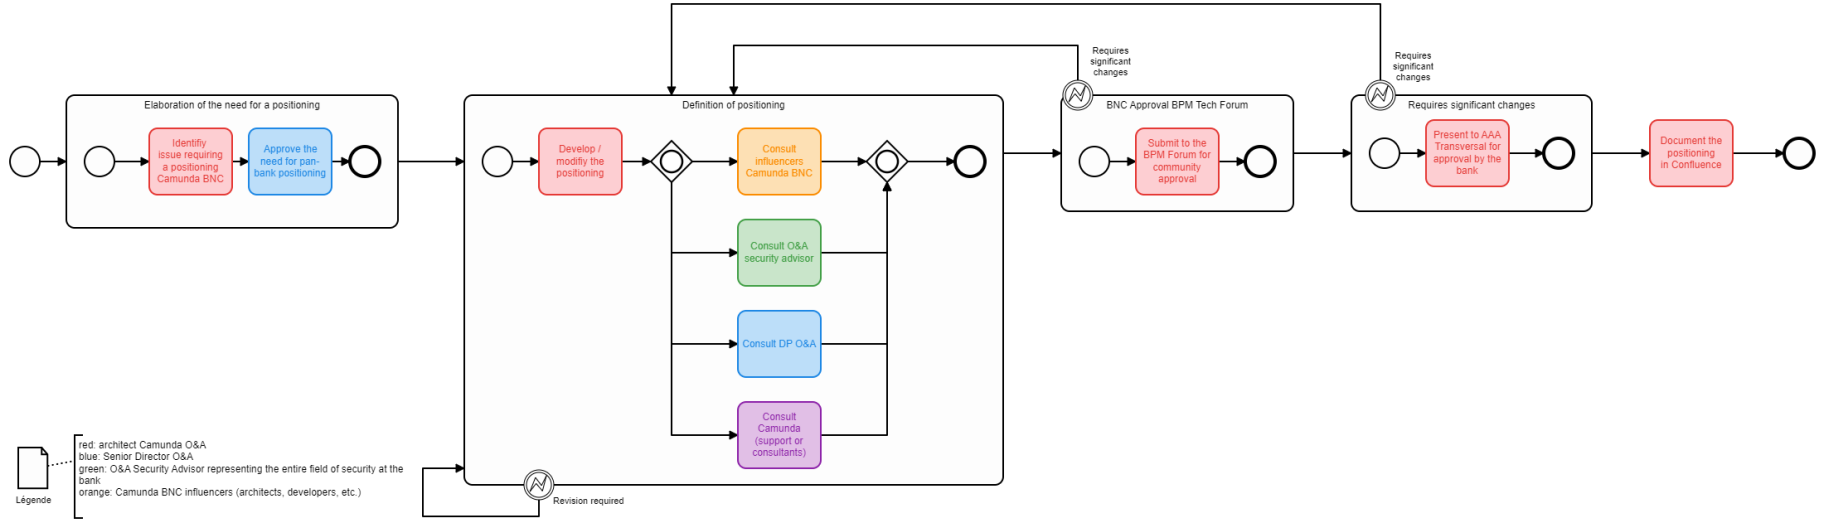 Elaboration of the need for a positioning
Identifiy
issue requiring
a positioning
Camunda BNC
Approve the
need for pan-
bank positioning
Definition of positioning
Develop /
modifiy the
positioning
Consult
influencers
Camunda BNC
Consult O&A
security advisor
Consult DP O&A
Consult
Camunda
(support or
consultants)
Revision required
Requires
significant
changes
BNC Approval BPM Tech Forum
Submit to the
BPM Forum for
community
approval
Requires
significant
changes
Requires significant changes
Present to AAA
Transversal for
approval by the
bank
Document the
positioning
in Confluence
Légende
red: architect Camunda O&A
blue: Senior Director O&A
green: O&A Security Advisor representing the entire field of security at the
bank
orange: Camunda BNC influencers (architects, developers, etc.)